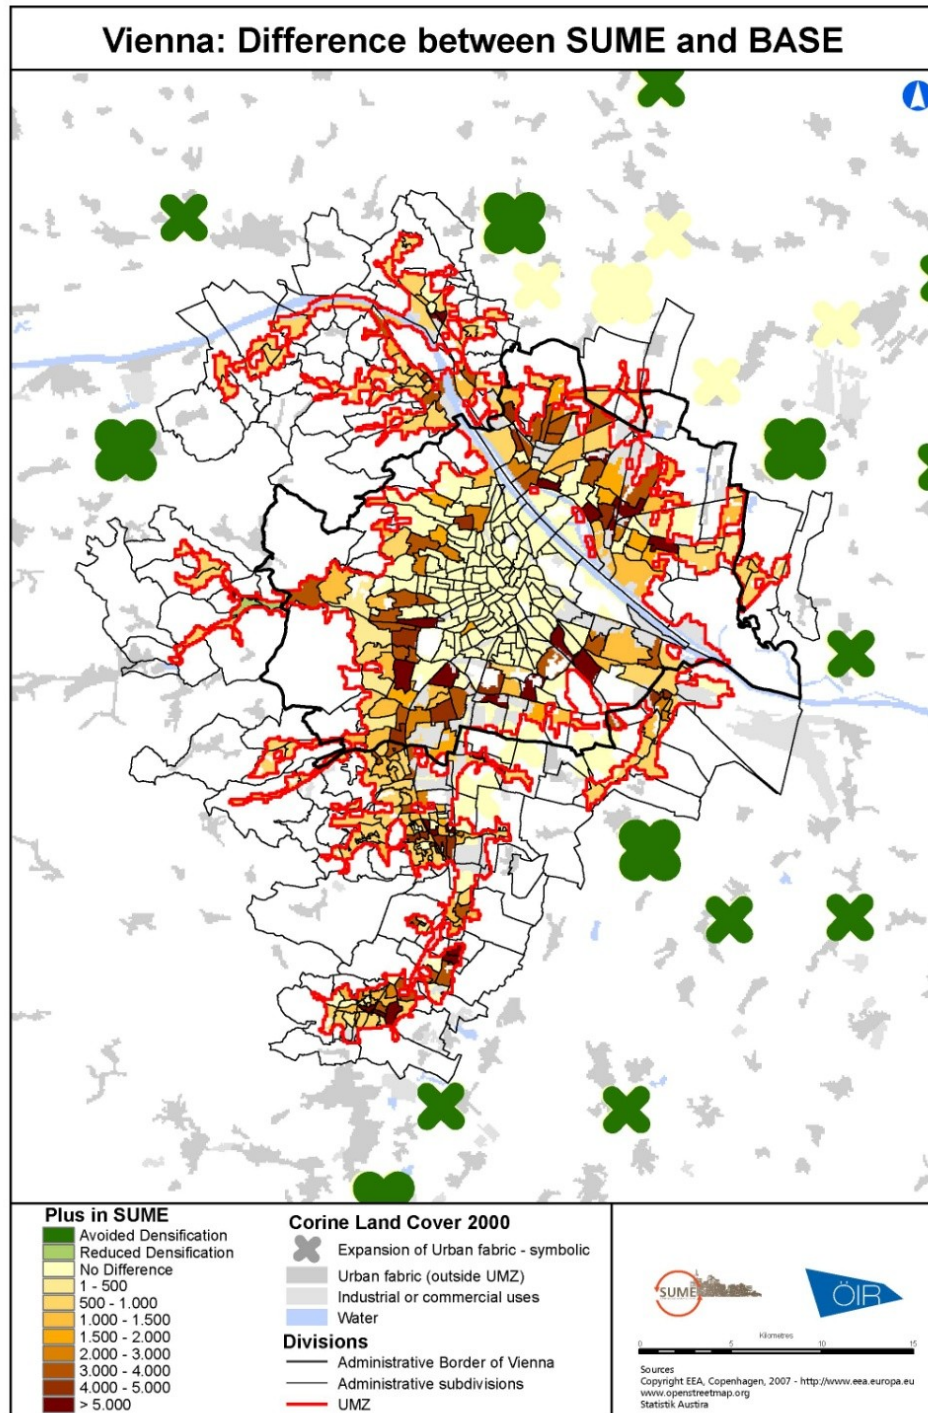 Vienna: Difference between SUME and BASE
Plus in SUME
Avoided Densification
Reduced Densification
No Difference
1 - 500
500 - 1.000
1.000 - 1.500
1.500 - 2.000
2.000 - 3.000
3.000 - 4.000
4.000 - 5.000
> 5.000
Corine Land Cover 2000
Expansion of Urban fabric - symbolic
Urban fabric (outside UMZ)
Industrial or commercial uses
Water
Divisions
Administrative Border of Vienna
Administrative subdivisions
UMZ
SUME
ÖIR
Kilometres
0 5 10 15
Sources
Copyright EEA, Copenhagen, 2007 - http://www.eea.europa.eu
www.openstreetmap.org
Statistik Austira